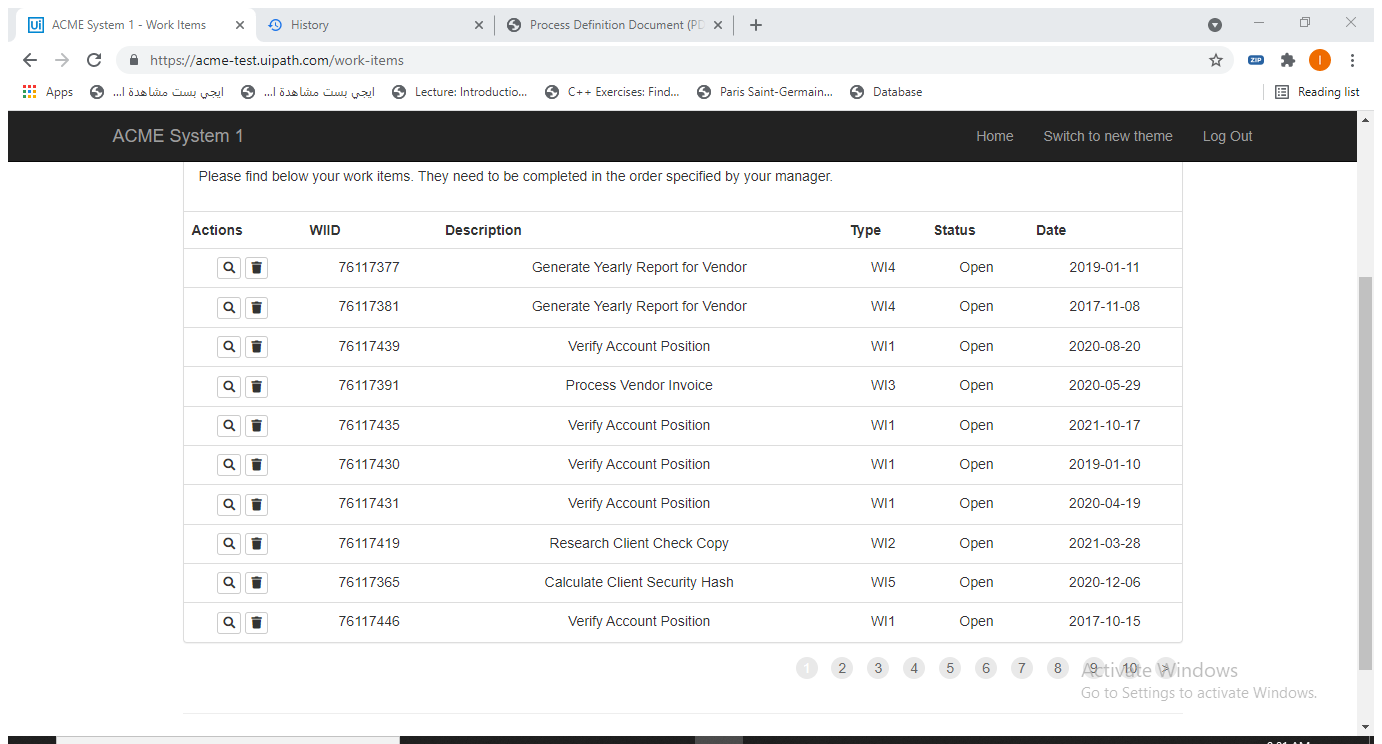 ACME System 1 - Work Items History Process Definition Document (PD
https://acme-test.uipath.com/work-items ZIP I
Apps ايجي بست مشاهدة ا... ايجي بست مشاهدة ا... Lecture: Introductio... C++ Exercises: Find... Paris Saint-Germain... Database Reading list
ACME System 1 Home Switch to new theme Log Out
Please find below your work items. They need to be completed in the order specified by your manager.
Actions WIID Description Type Status Date
76117377 Generate Yearly Report for Vendor WI4 Open 2019-01-11
76117381 Generate Yearly Report for Vendor WI4 Open 2017-11-08
76117439 Verify Account Position WI1 Open 2020-08-20
76117391 Process Vendor Invoice WI3 Open 2020-05-29
76117435 Verify Account Position WI1 Open 2021-10-17
76117430 Verify Account Position WI1 Open 2019-01-10
76117431 Verify Account Position WI1 Open 2020-04-19
76117419 Research Client Check Copy WI2 Open 2021-03-28
76117365 Calculate Client Security Hash WI5 Open 2020-12-06
76117446 Verify Account Position WI1 Open 2017-10-15
1 2 3 4 5 6 7 8 9 10 >
Activate Windows
Go to Settings to activate Windows.